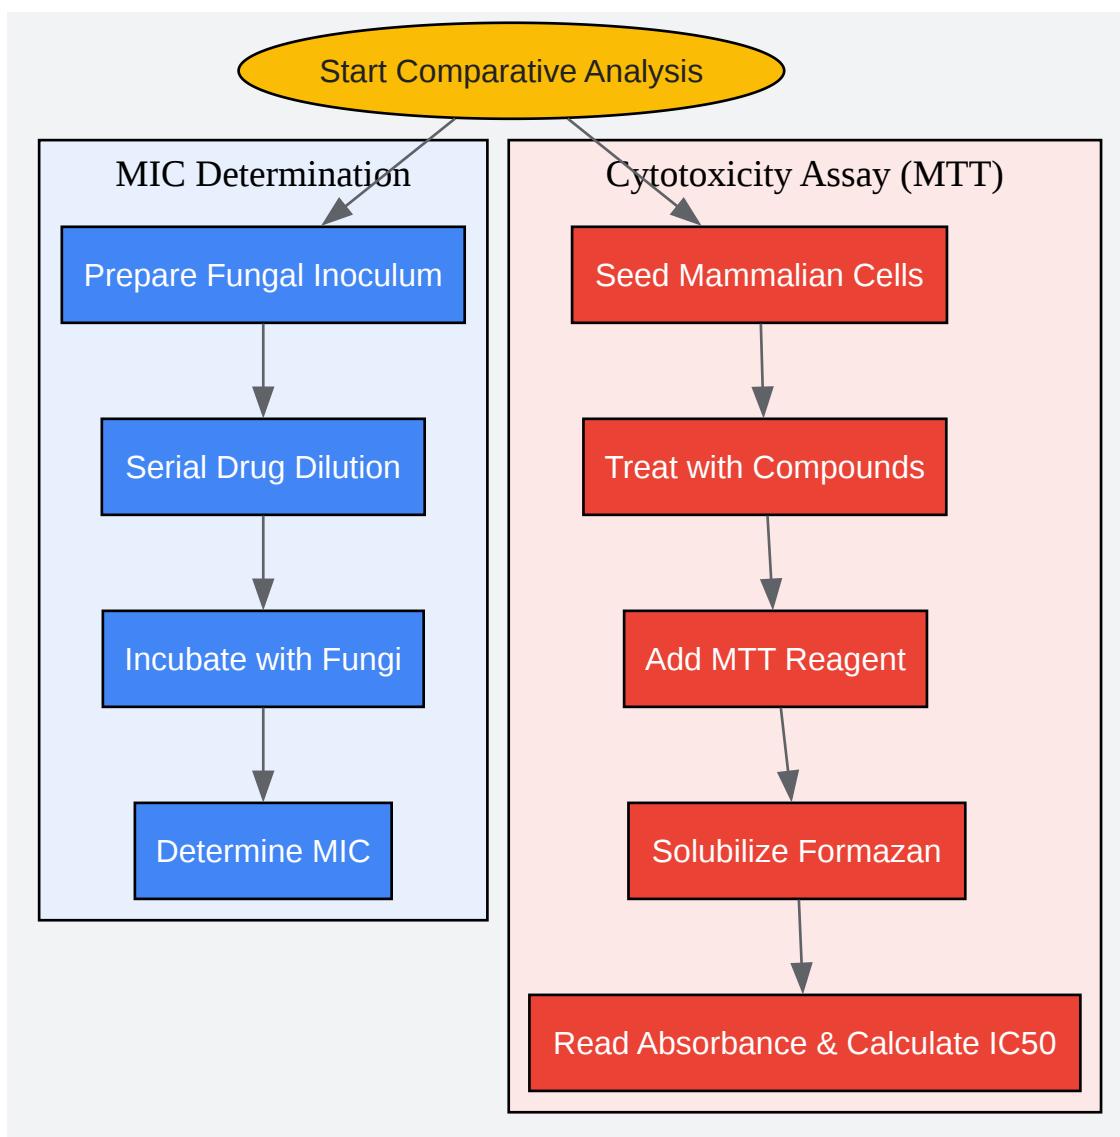 Start Comparative Analysis
MIC Determination
Prepare Fungal Inoculum
Serial Drug Dilution
Incubate with Fungi
Determine MIC
Cytotoxicity Assay (MTT)
Seed Mammalian Cells
Treat with Compounds
Add MTT Reagent
Solubilize Formazan
Read Absorbance & Calculate IC50